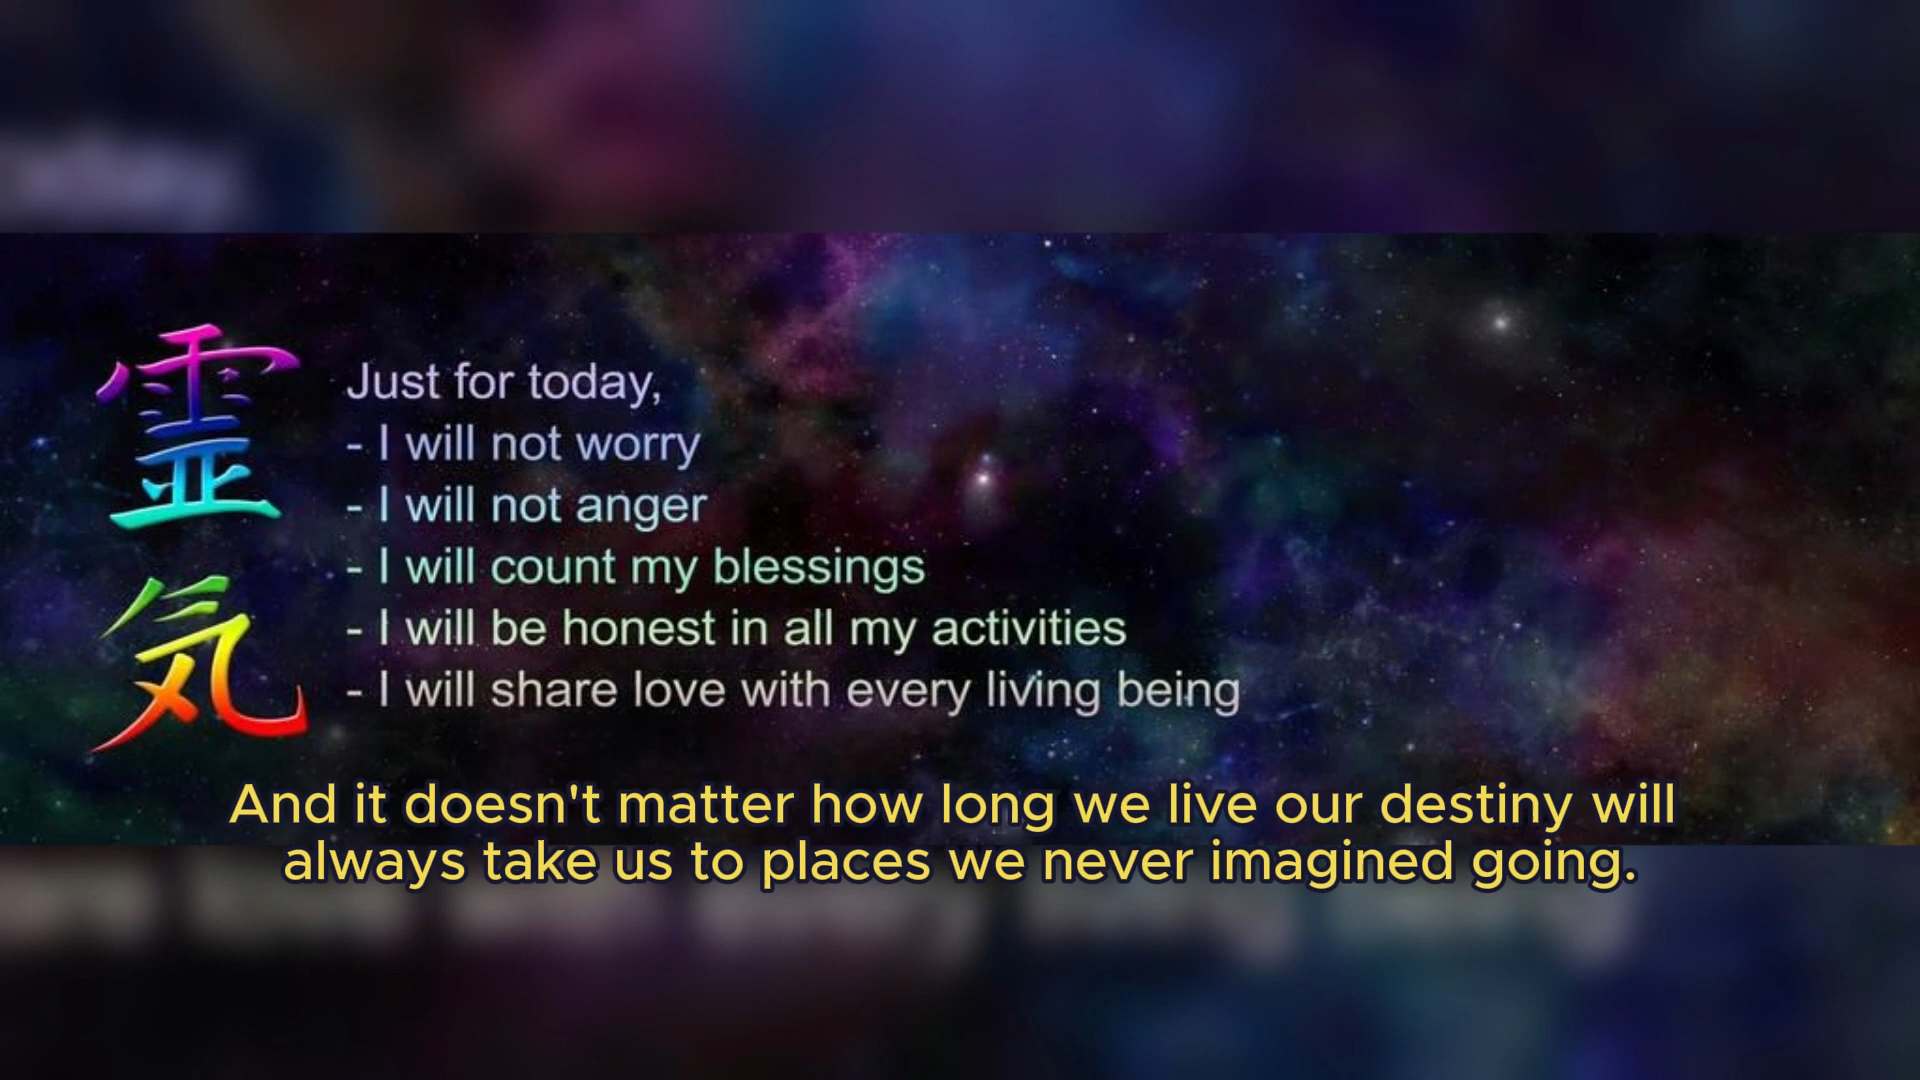 霊気
Just for today,
- I will not worry
- I will not anger
- I will count my blessings
- I will be honest in all my activities
- I will share love with every living being
And it doesn't matter how long we live our destiny will
always take us to places we never imagined going.